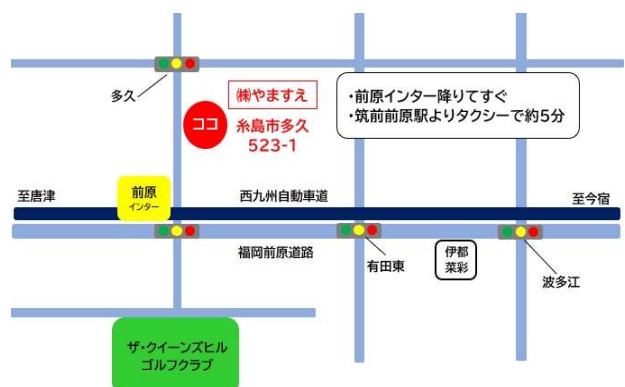 多久
ココ
㈱やますえ
糸島市多久
523-1
・前原インター降りてすぐ
・筑前前原駅よりタクシーで約5分
至唐津
前原
インター
西九州自動車道
至今宿
福岡前原道路
有田東
伊都
菜彩
波多江
ザ・クイーンズヒル
ゴルフクラブ